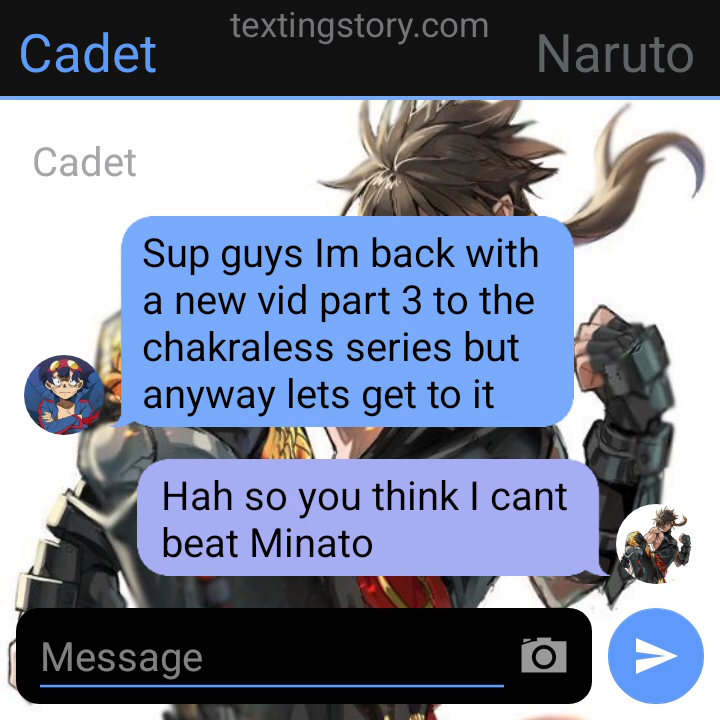 textingstory.com
Cadet
Naruto
Cadet
Sup guys Im back with
a new vid part 3 to the
chakraless series but
anyway lets get to it
Hah so you think I cant
beat Minato
Message